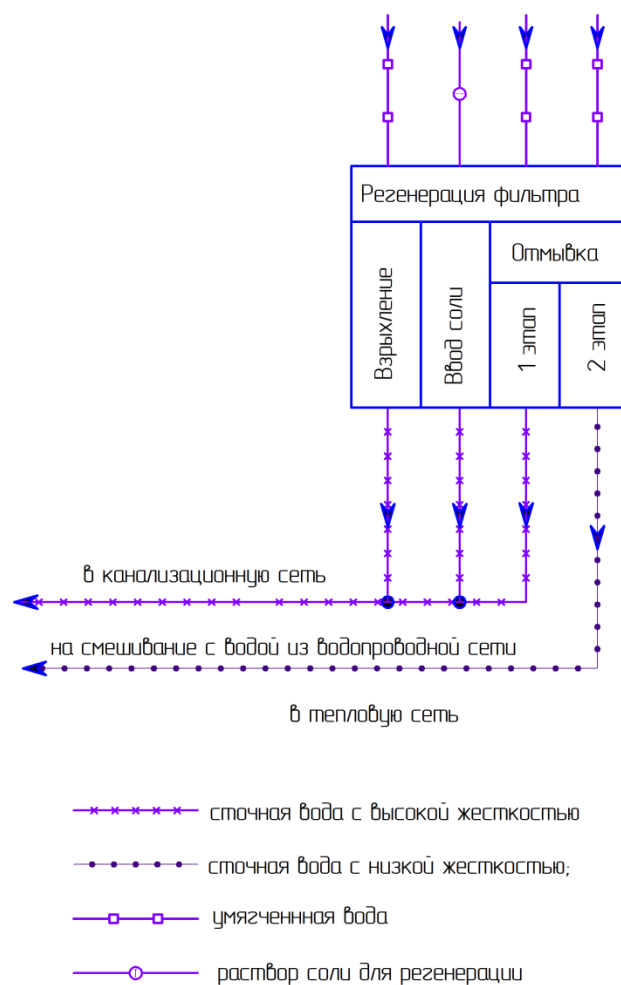 Регенерация фильтра
Отмывка
Взрыхление
Ввод соли
1 этап
2 этап
в канализационную сеть
на смешивание с водой из водопроводной сети
в тепловую сеть
сточная вода с высокой жесткостью
сточная вода с низкой жесткостью;
умягченнная вода
раствор соли для регенерации